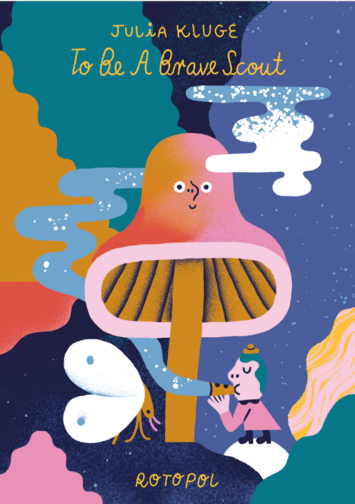 JULiA KLUGE
To Be A Brave Scout
ROTOPOL